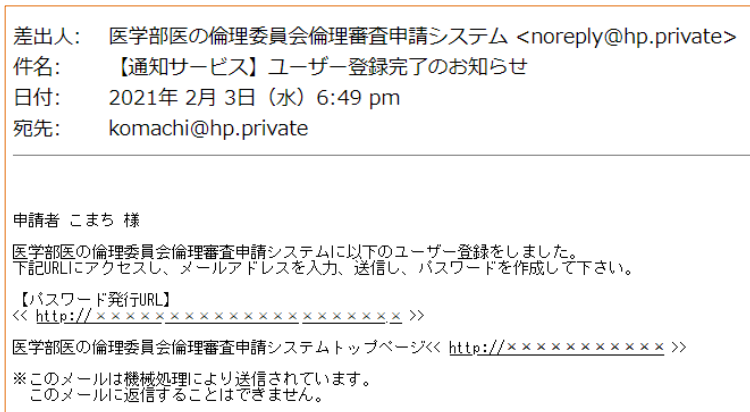 差出人: 医学部医の倫理委員会倫理審査申請システム <noreply@hp.private>
件名: 【通知サービス】ユーザー登録完了のお知らせ
日付: 2021年 2月 3日（水）6:49 pm
宛先: komachi@hp.private
申請者 こまち 様
医学部医の倫理委員会倫理審査申請システムに以下のユーザー登録をしました。
下記URLにアクセスし、メールアドレスを入力、送信し、パスワードを作成して下さい。
【パスワード発行URL】
<< http://××××××××××××××××××××× >>
医学部医の倫理委員会倫理審査申請システムトップページ<< http://××××××××××× >>
※このメールは機械処理により送信されています。
このメールに返信することはできません。